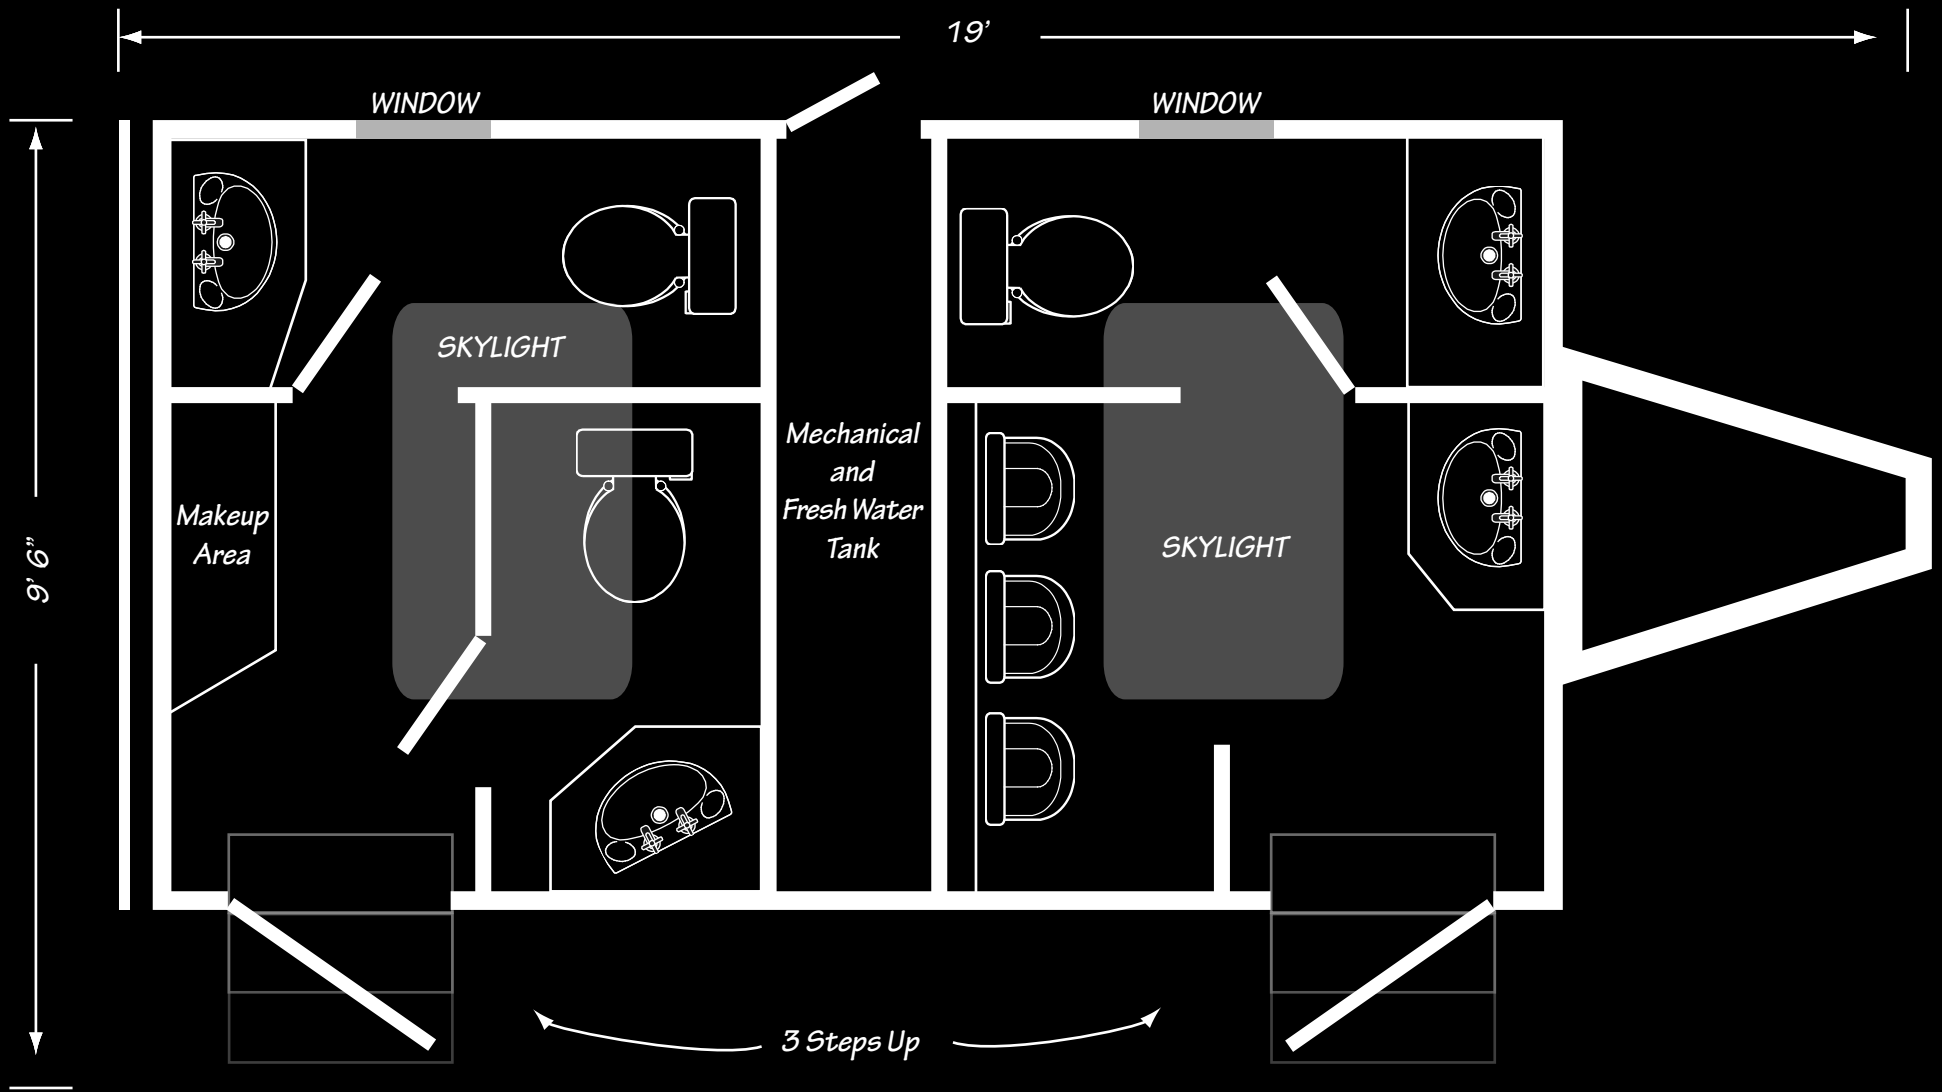 19’
WINDOW
WINDOW
SKYLIGHT
Mechanical
and
Fresh Water
Tank
Makeup
Area
SKYLIGHT
9’ 6”
3 Steps Up